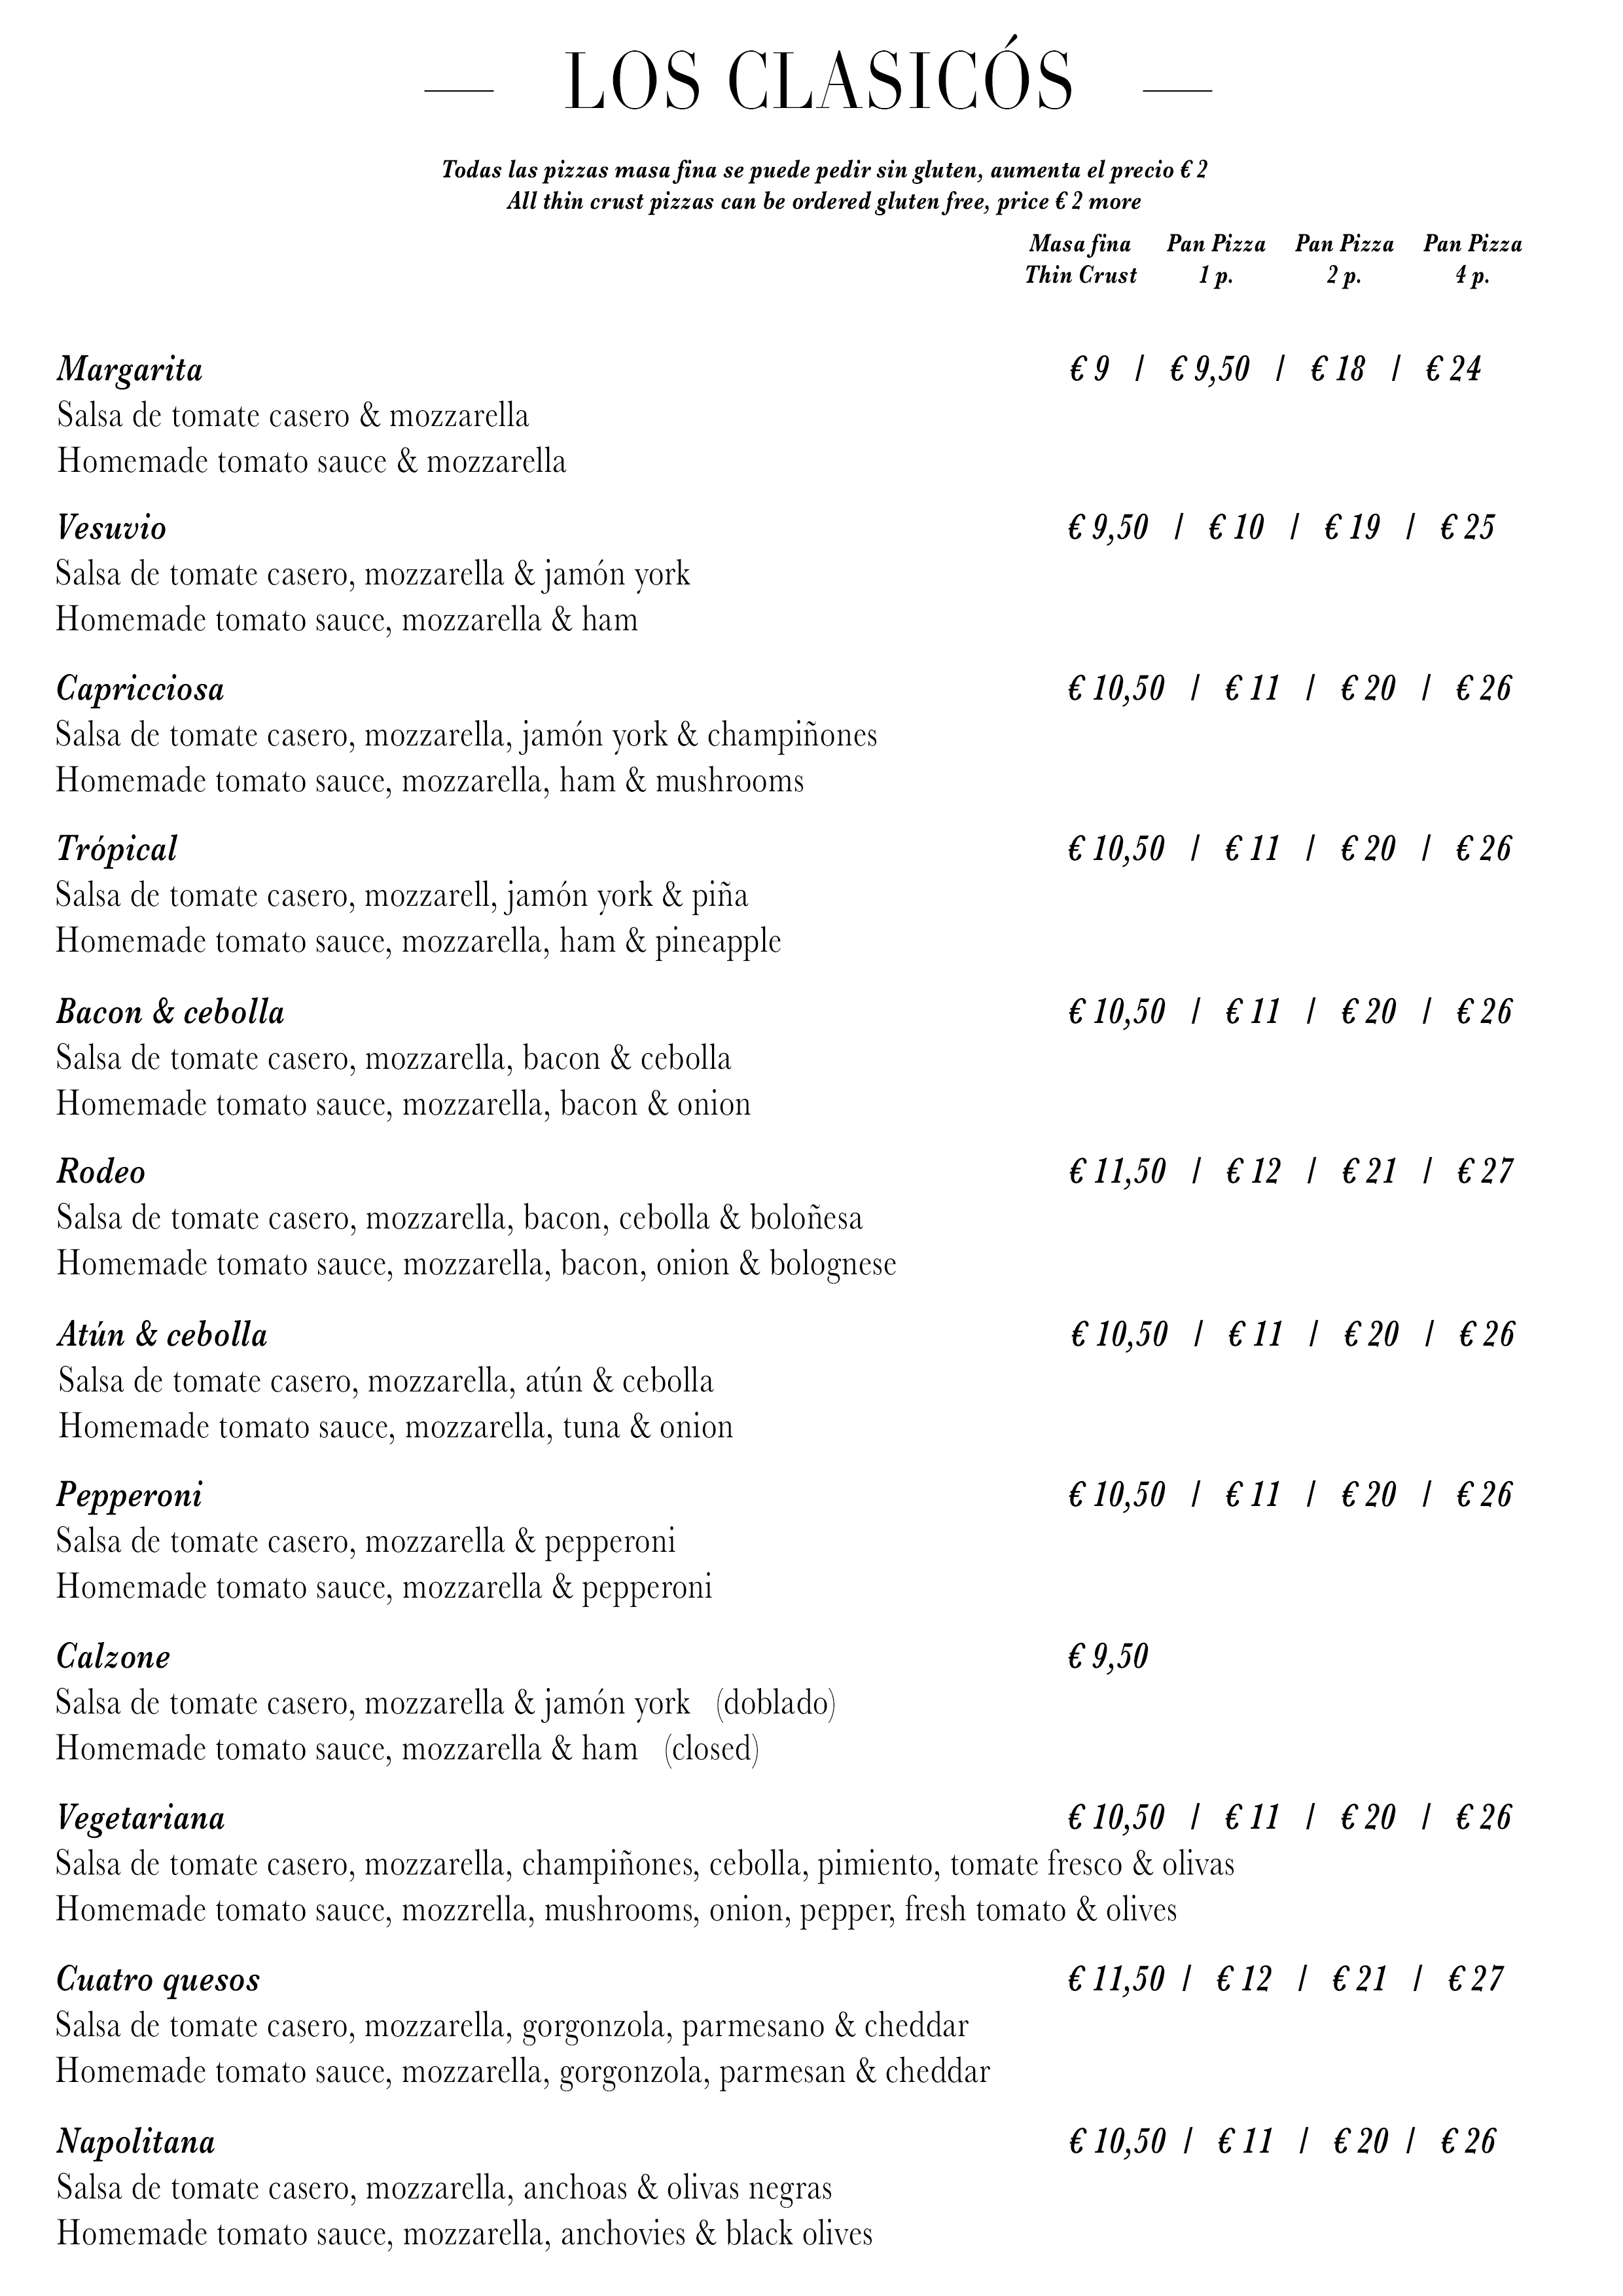 LOS CLASICÓS
Todas las pizzas masa fina se puede pedir sin gluten, aumenta el precio € 2
All thin crust pizzas can be ordered gluten free, price € 2 more
Masa fina Pan Pizza Pan Pizza Pan Pizza
Thin Crust 1 p. 2 p. 4 p.
Margarita € 9 / € 9,50 / € 18 / € 24
Salsa de tomate casero & mozzarella
Homemade tomato sauce & mozzarella
Vesuvio € 9,50 / € 10 / € 19 / € 25
Salsa de tomate casero, mozzarella & jamón york
Homemade tomato sauce, mozzarella & ham
Capricciosa € 10,50 / € 11 / € 20 / € 26
Salsa de tomate casero, mozzarella, jamón york & champiñones
Homemade tomato sauce, mozzarella, ham & mushrooms
Trópical € 10,50 / € 11 / € 20 / € 26
Salsa de tomate casero, mozzarell, jamón york & piña
Homemade tomato sauce, mozzarella, ham & pineapple
Bacon & cebolla € 10,50 / € 11 / € 20 / € 26
Salsa de tomate casero, mozzarella, bacon & cebolla
Homemade tomato sauce, mozzarella, bacon & onion
Rodeo € 11,50 / € 12 / € 21 / € 27
Salsa de tomate casero, mozzarella, bacon, cebolla & boloñesa
Homemade tomato sauce, mozzarella, bacon, onion & bolognese
Atún & cebolla € 10,50 / € 11 / € 20 / € 26
Salsa de tomate casero, mozzarella, atún & cebolla
Homemade tomato sauce, mozzarella, tuna & onion
Pepperoni € 10,50 / € 11 / € 20 / € 26
Salsa de tomate casero, mozzarella & pepperoni
Homemade tomato sauce, mozzarella & pepperoni
Calzone € 9,50
Salsa de tomate casero, mozzarella & jamón york (doblado)
Homemade tomato sauce, mozzarella & ham (closed)
Vegetariana € 10,50 / € 11 / € 20 / € 26
Salsa de tomate casero, mozzarella, champiñones, cebolla, pimiento, tomate fresco & olivas
Homemade tomato sauce, mozzrella, mushrooms, onion, pepper, fresh tomato & olives
Cuatro quesos € 11,50 / € 12 / € 21 / € 27
Salsa de tomate casero, mozzarella, gorgonzola, parmesano & cheddar
Homemade tomato sauce, mozzarella, gorgonzola, parmesan & cheddar
Napolitana € 10,50 / € 11 / € 20 / € 26
Salsa de tomate casero, mozzarella, anchoas & olivas negras
Homemade tomato sauce, mozzarella, anchovies & black olives